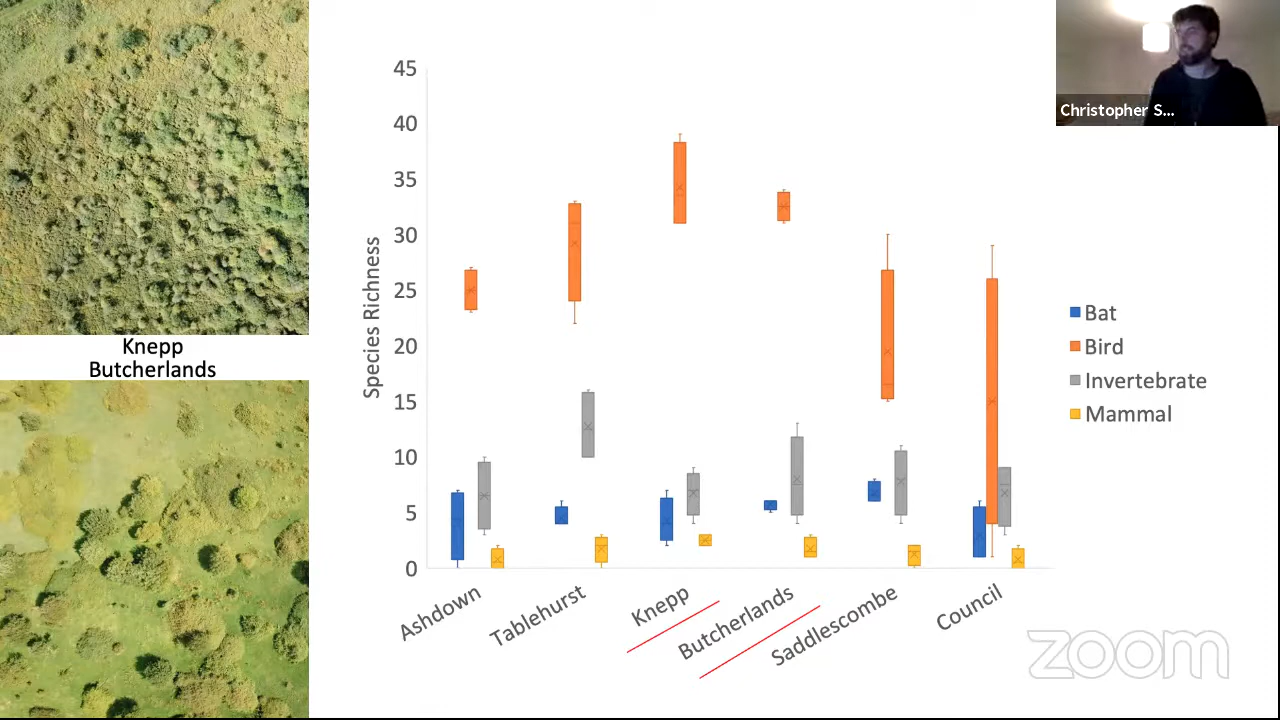 Christopher S...
Knepp
Butcherlands
Species Richness
45
40
35
30
25
20
15
10
5
0
Ashdown
Tablehurst
Knepp
Butcherlands
Saddlescombe
Council
Bat
Bird
Invertebrate
Mammal
zoom